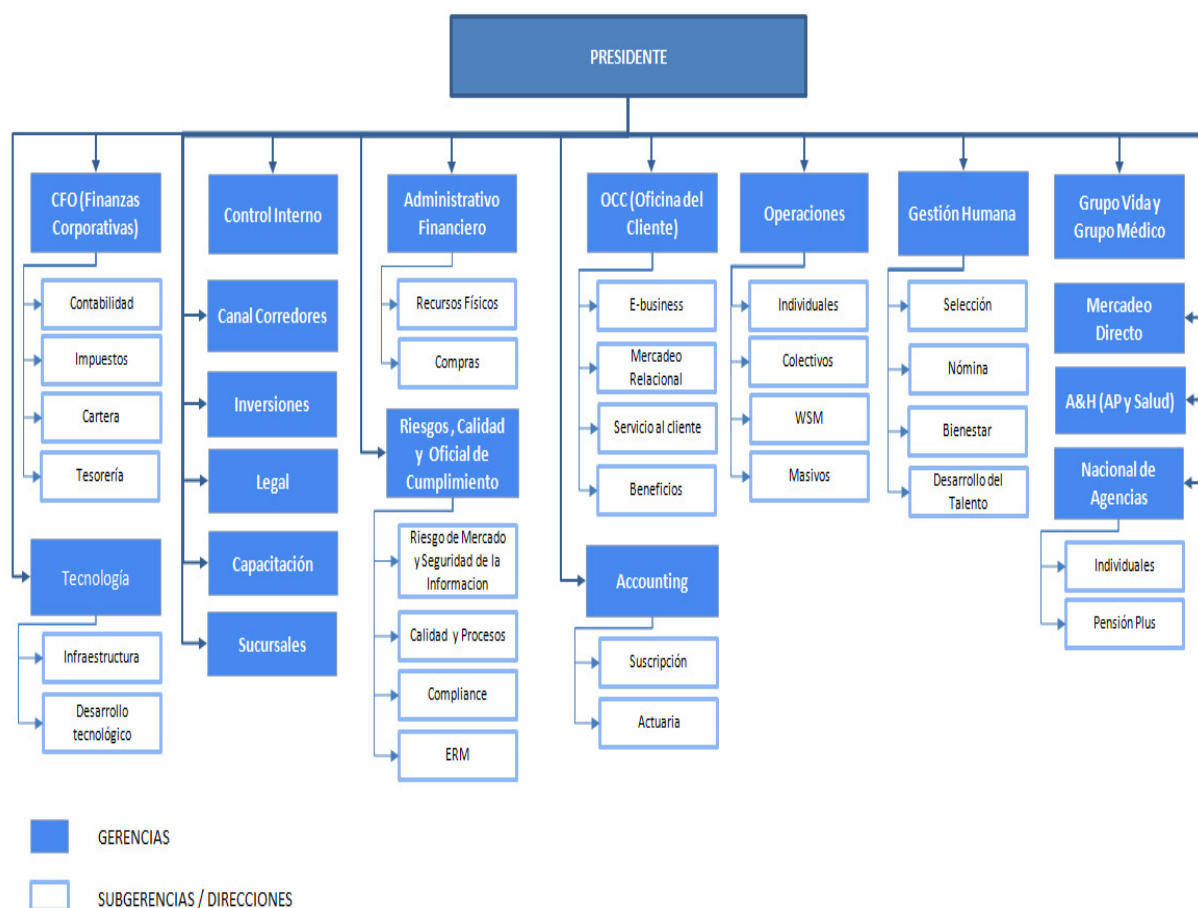 PRESIDENTE
CFO (Finanzas
Corporativas)
Contabilidad
Impuestos
Cartera
Tesorería
Tecnología
Infraestructura
Desarrollo
tecnológico
Control Interno
Canal Corredores
Inversiones
Legal
Capacitación
Sucursales
Administrativo
Financiero
Recursos Físicos
Compras
Riesgos , Calidad
y Oficial de
Cumplimiento
Riesgo de Mercado
y Seguridad de la
Informacion
Calidad y Procesos
Compliance
ERM
OCC (Oficina del
Cliente)
E-business
Mercadeo
Relacional
Servicio al cliente
Beneficios
Accounting
Suscripción
Actuaria
Operaciones
Individuales
Colectivos
WSM
Masivos
Gestión Humana
Selección
Nómina
Bienestar
Desarrollo del
Talento
Grupo Vida y
Grupo Médico
Mercadeo
Directo
A&H (AP y Salud)
Nacional de
Agencias
Individuales
Pensión Plus
GERENCIAS
SUBGERENCIAS / DIRECCIONES